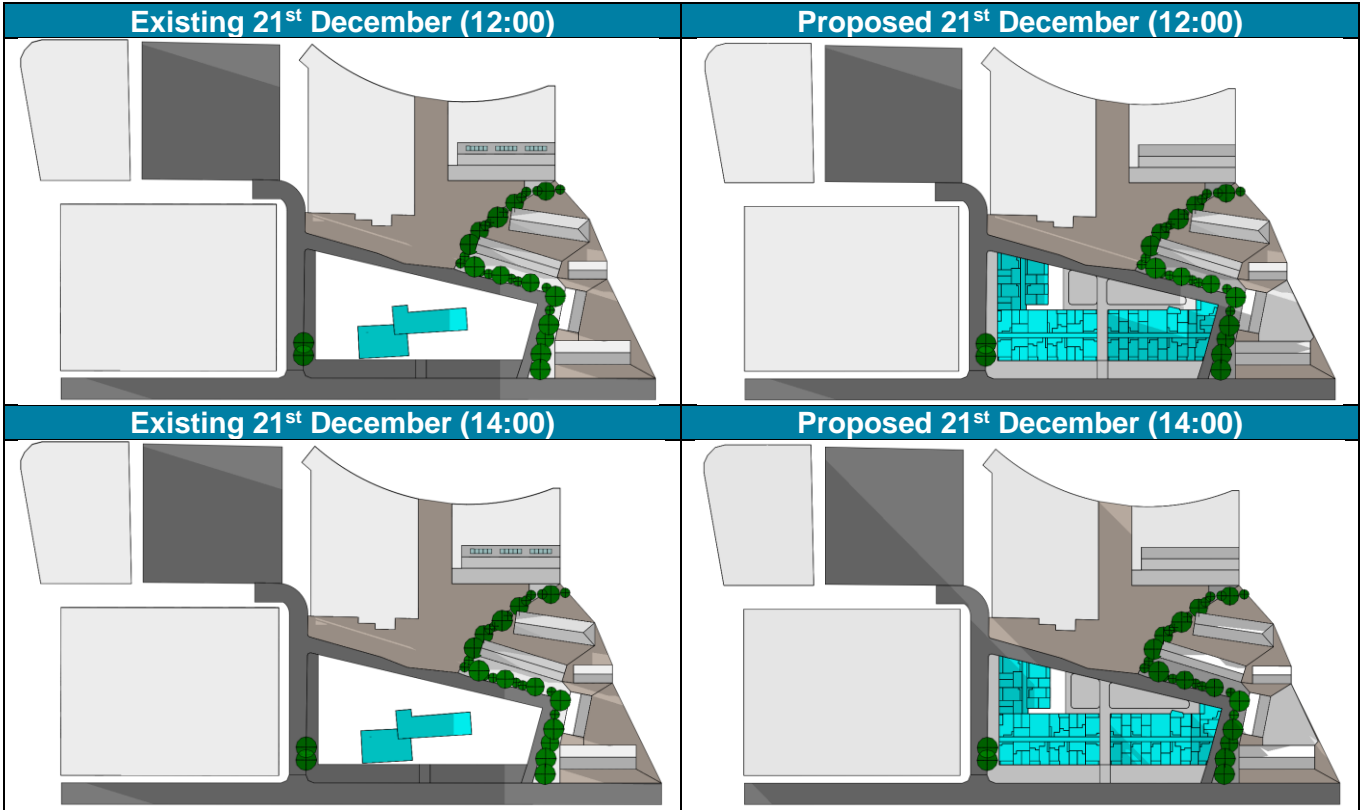 Existing 21st December (12:00)
Proposed 21st December (12:00)
Existing 21st December (14:00)
Proposed 21st December (14:00)